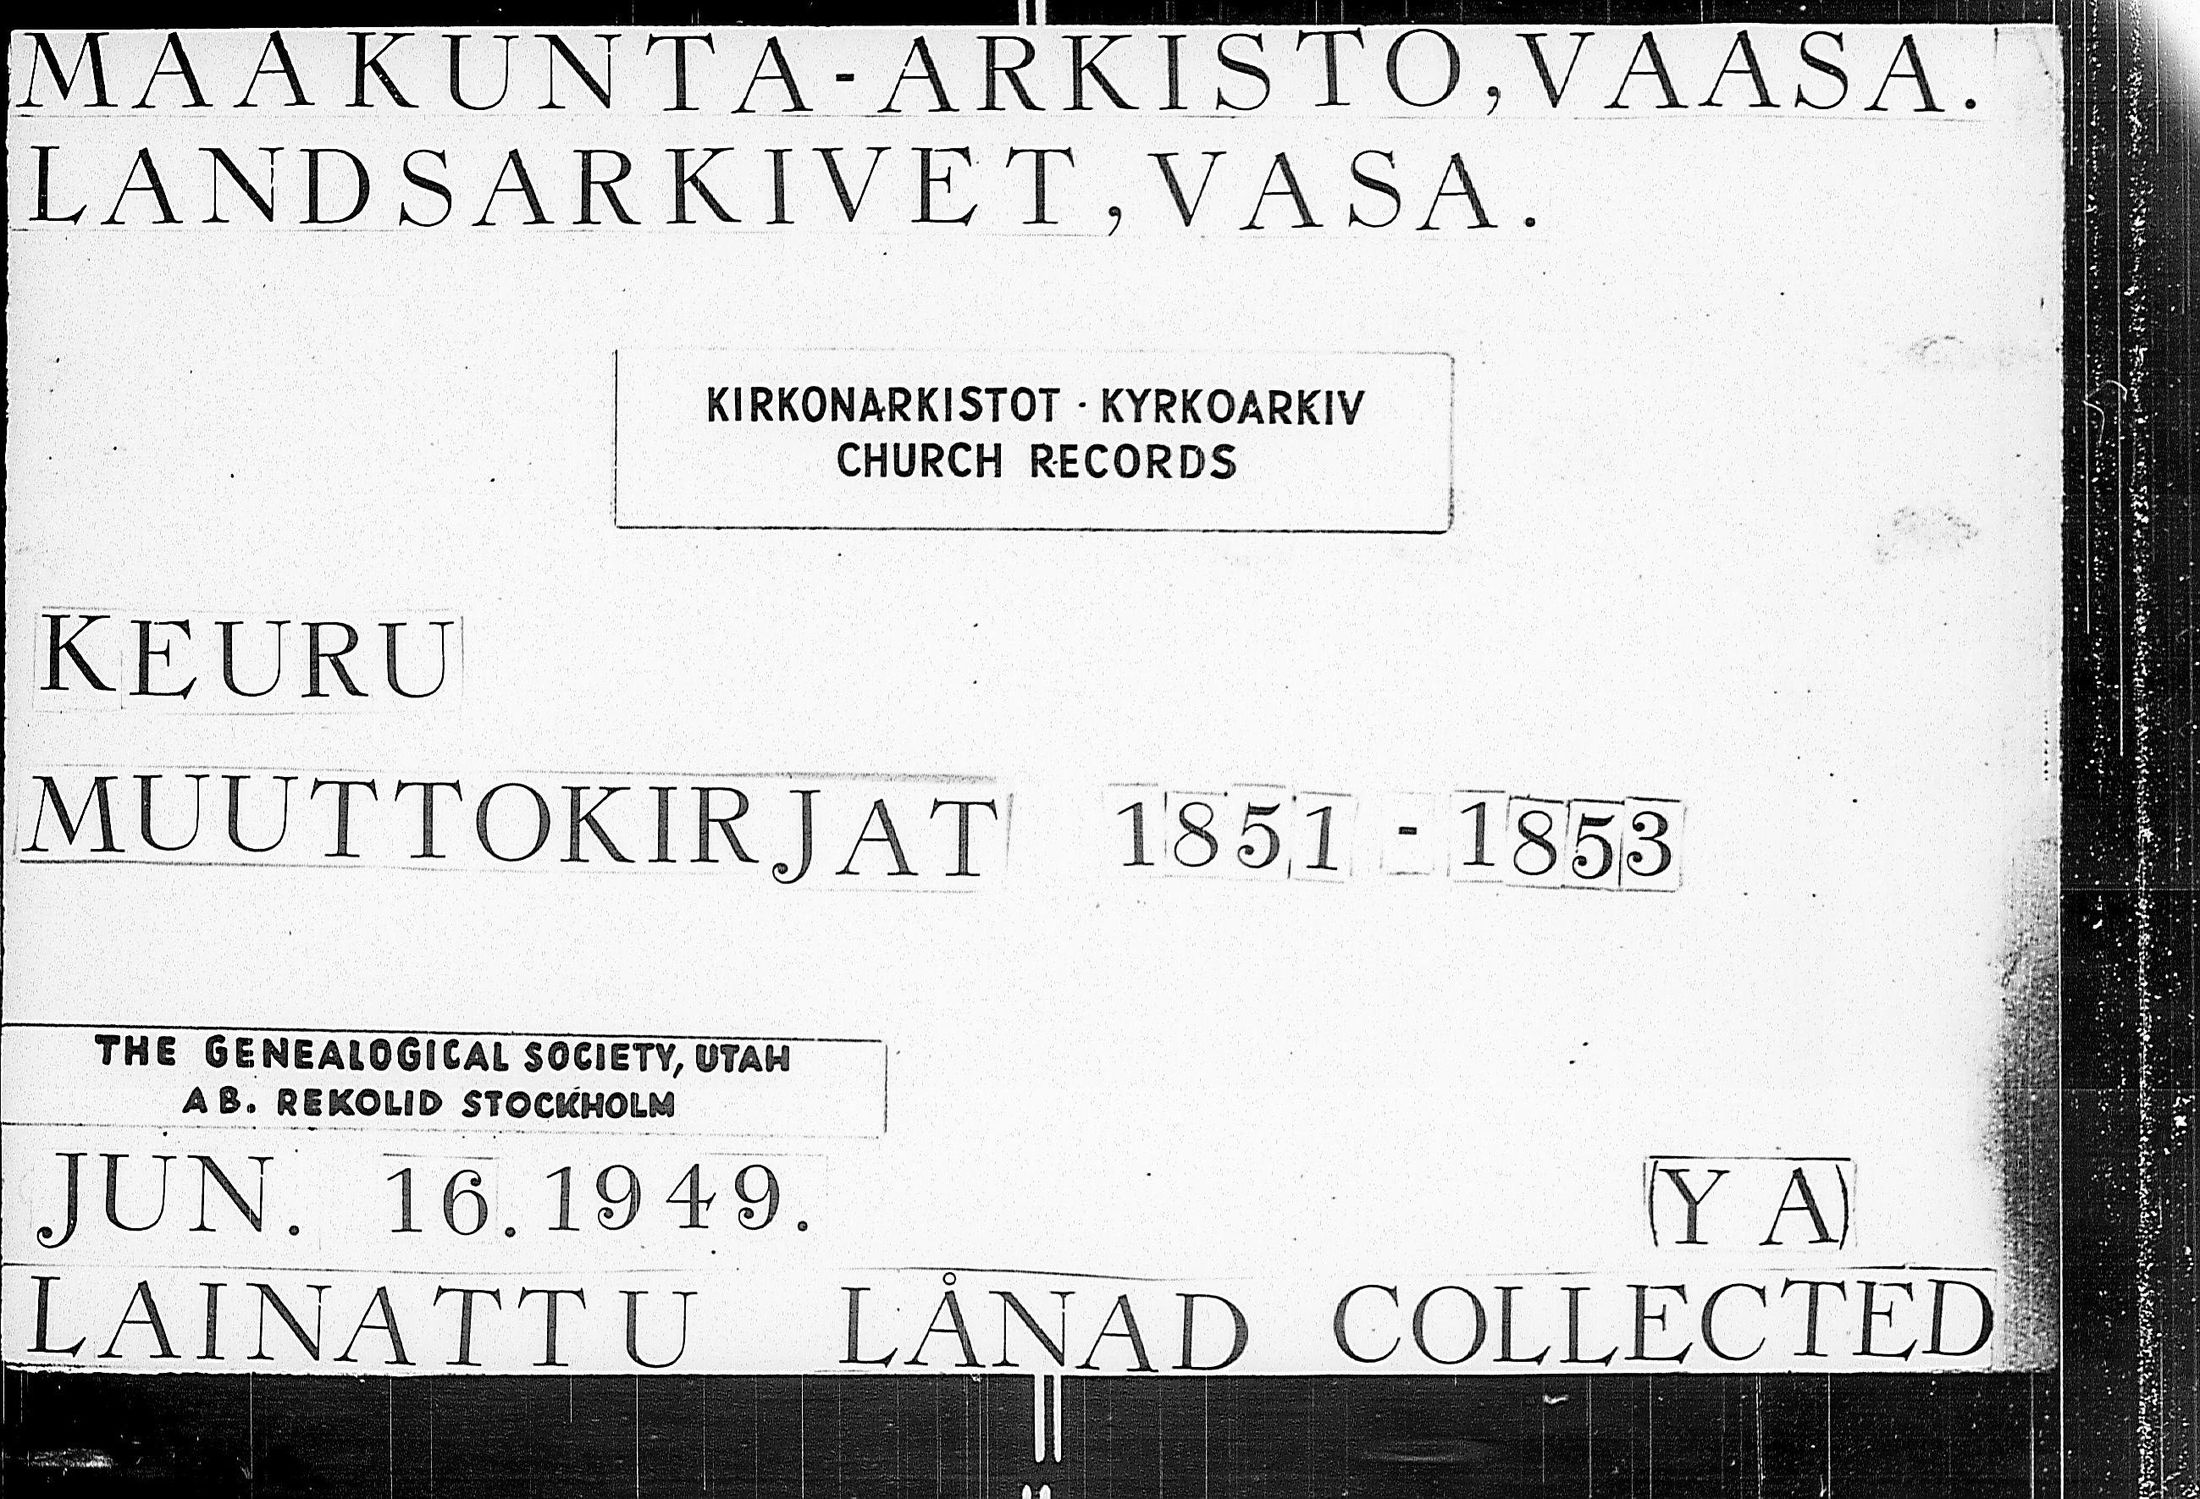 MAAKUNTA-ARKISTO, VAASA.
LANDSARKIVET, VASA.
KIRKONARKISTOT · KYRKOARKIV
CHURCH RECORDS
KEURU
MUUTTOKIRJAT 1851 - 1853
THE GENEALOGICAL SOCIETY, UTAH
AB. REKOLID STOCKHOLM
JUN. 16. 1949. (Y A)
LAINATTU LÅNAD COLLECTED